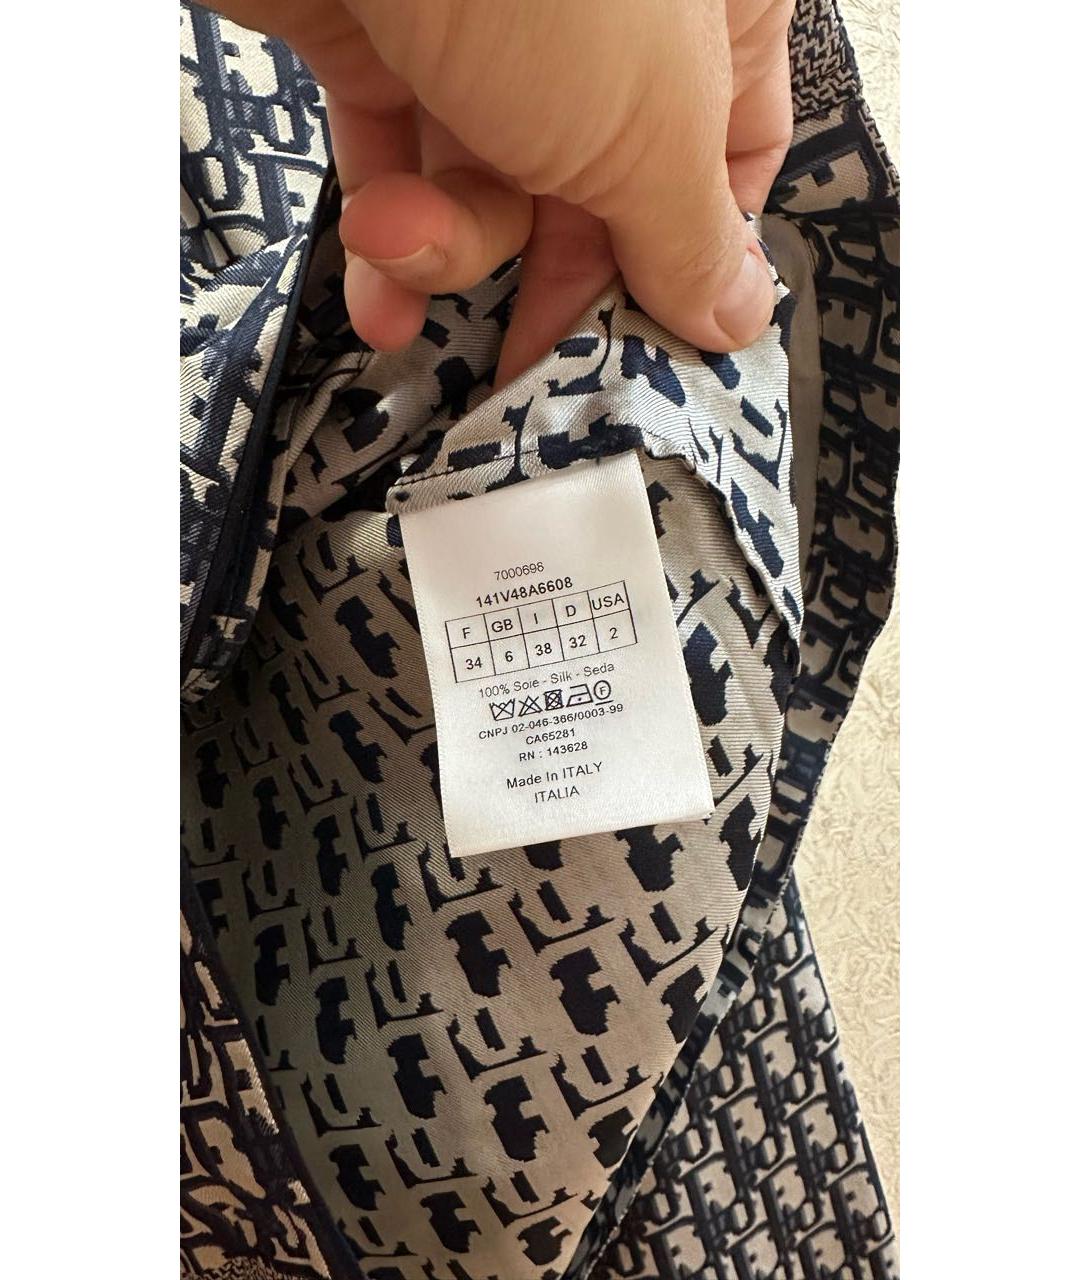 7000698
141V48A6608
F GB I D USA
34 6 38 32 2
100% Soie - Silk - Seda
CNPJ 02-046-366/0003-99
CA65281
RN : 143628
Made In ITALY
ITALIA